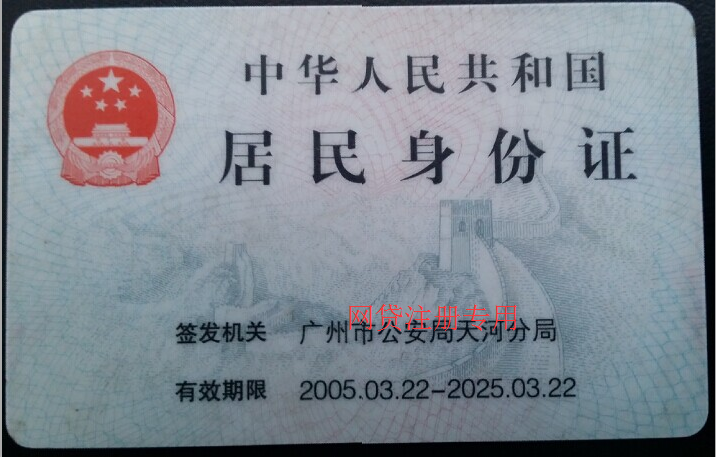 中华人民共和国
居民身份证
网贷注册专用
签发机关 广州市公安局天河分局
有效期限 2005.03.22-2025.03.22